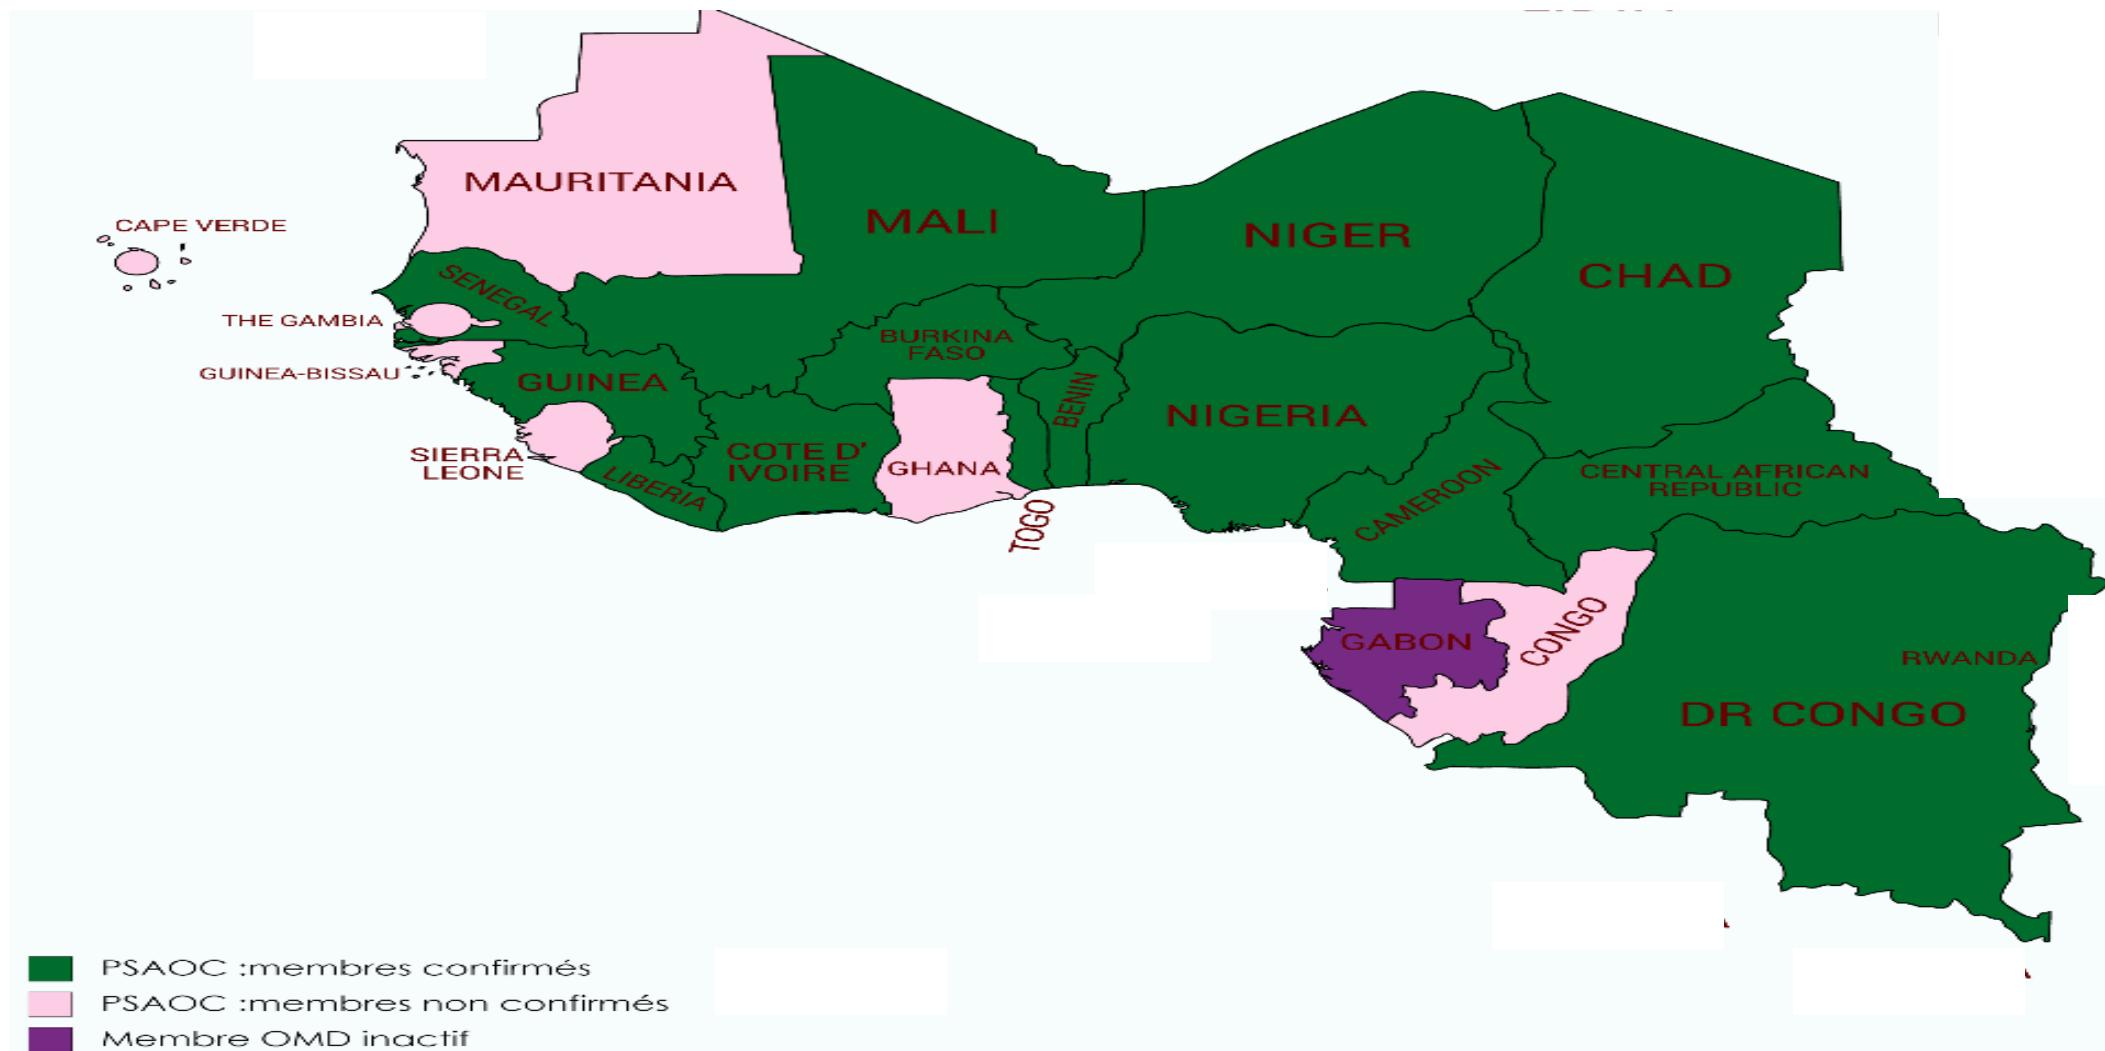 MAURITANIA
CAPE VERDE
MALI
NIGER
CHAD
SENEGAL
THE GAMBIA
GUINEA-BISSAU
GUINEA
BURKINA
FASO
BENIN
NIGERIA
SIERRA
LEONE
LIBERIA
COTE D'
IVOIRE
GHANA
TOGO
CAMEROON
CENTRAL AFRICAN
REPUBLIC
GABON
CONGO
RWANDA
DR CONGO
PSAOC :membres confirmés
PSAOC :membres non confirmés
Membre OMD inactif